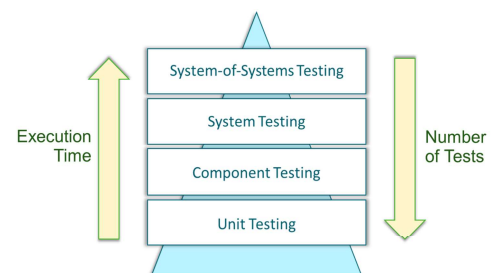 System-of-Systems Testing
System Testing
Execution
Time
Number
of Tests
Component Testing
Unit Testing